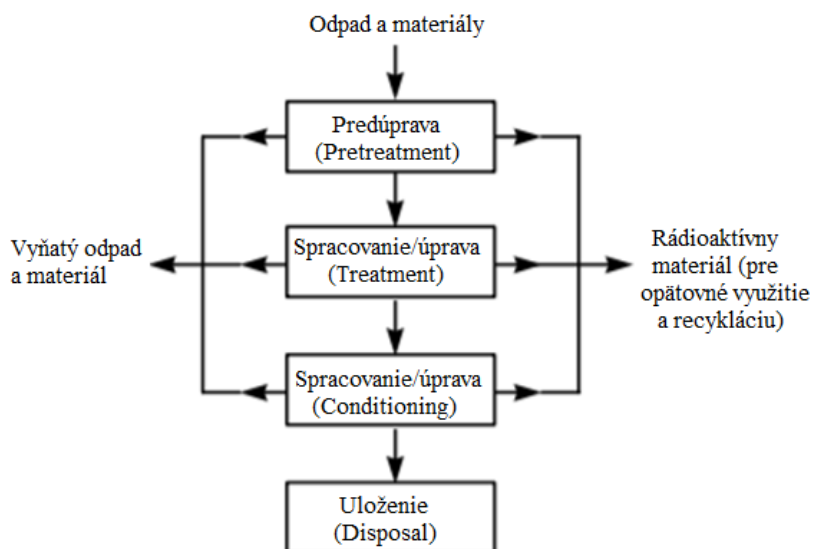 Odpad a materiály
Predúprava
(Pretreatment)
Vyňatý odpad
a materiál
Spracovanie/úprava
(Treatment)
Rádioaktívny
materiál (pre
opätovné využitie
a recykláciu)
Spracovanie/úprava
(Conditioning)
Uloženie
(Disposal)